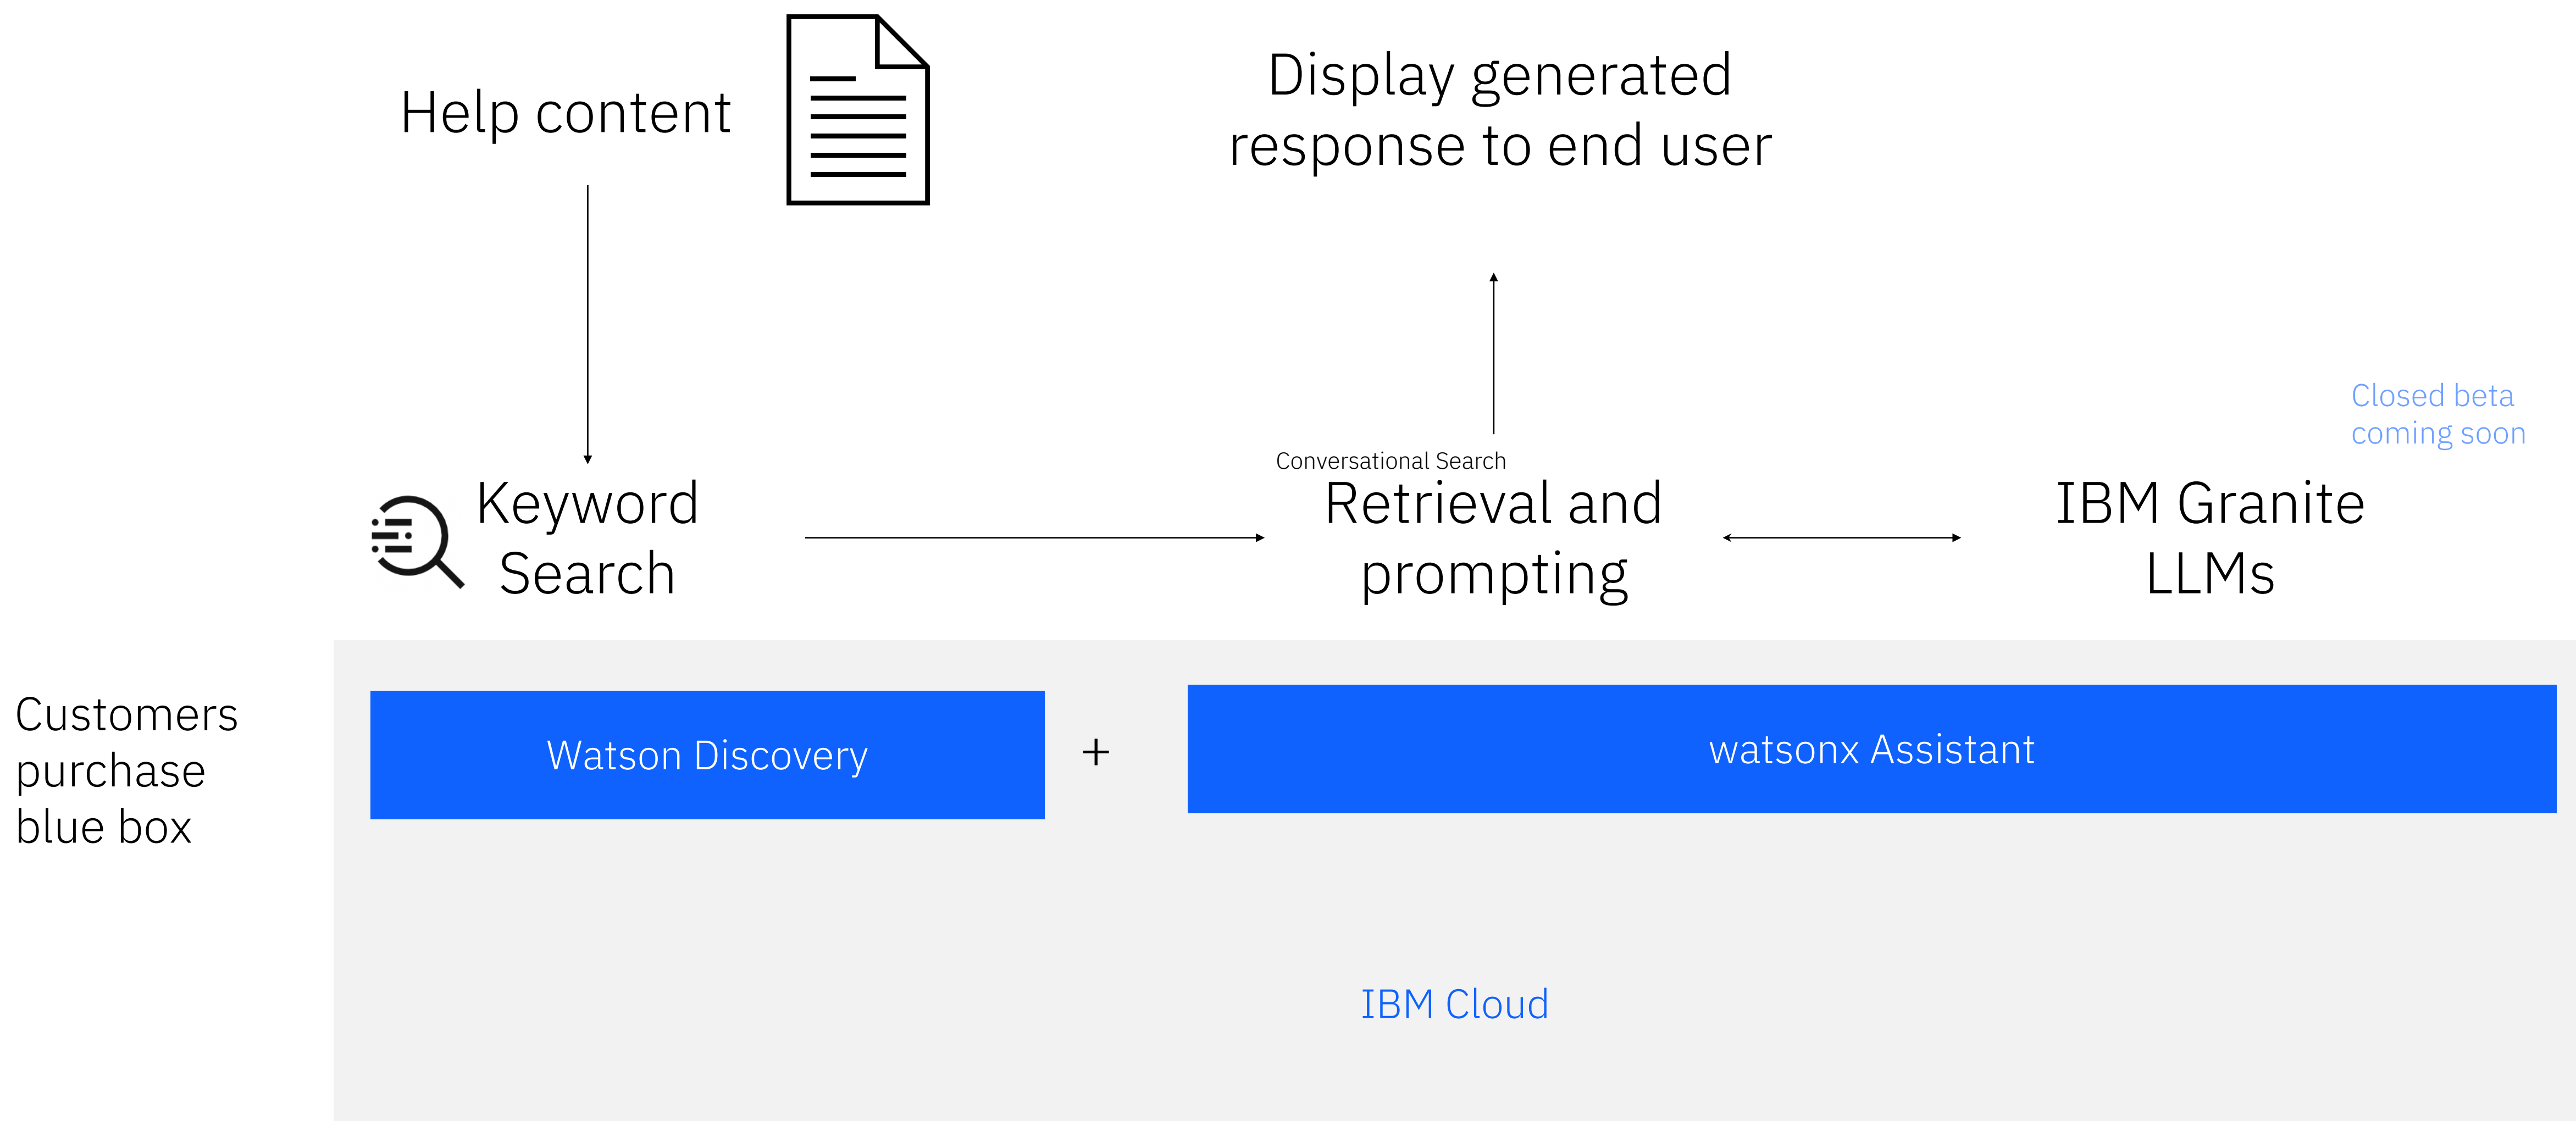 Help content
Display generated
response to end user
Closed beta
coming soon
Conversational Search
Keyword
Search
Retrieval and
prompting
IBM Granite
LLMs
Customers
purchase
blue box
Watson Discovery
+
watsonx Assistant
IBM Cloud